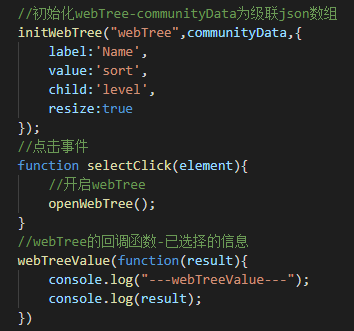 //初始化webTree-communityData为级联json数组
initWebTree("webTree",communityData,{
label:'Name',
value:'sort',
child:'level',
resize:true
});
//点击事件
function selectClick(element){
//开启webTree
openWebTree();
}
//webTree的回调函数-已选择的信息
webTreeValue(function(result){
console.log("---webTreeValue---");
console.log(result);
})